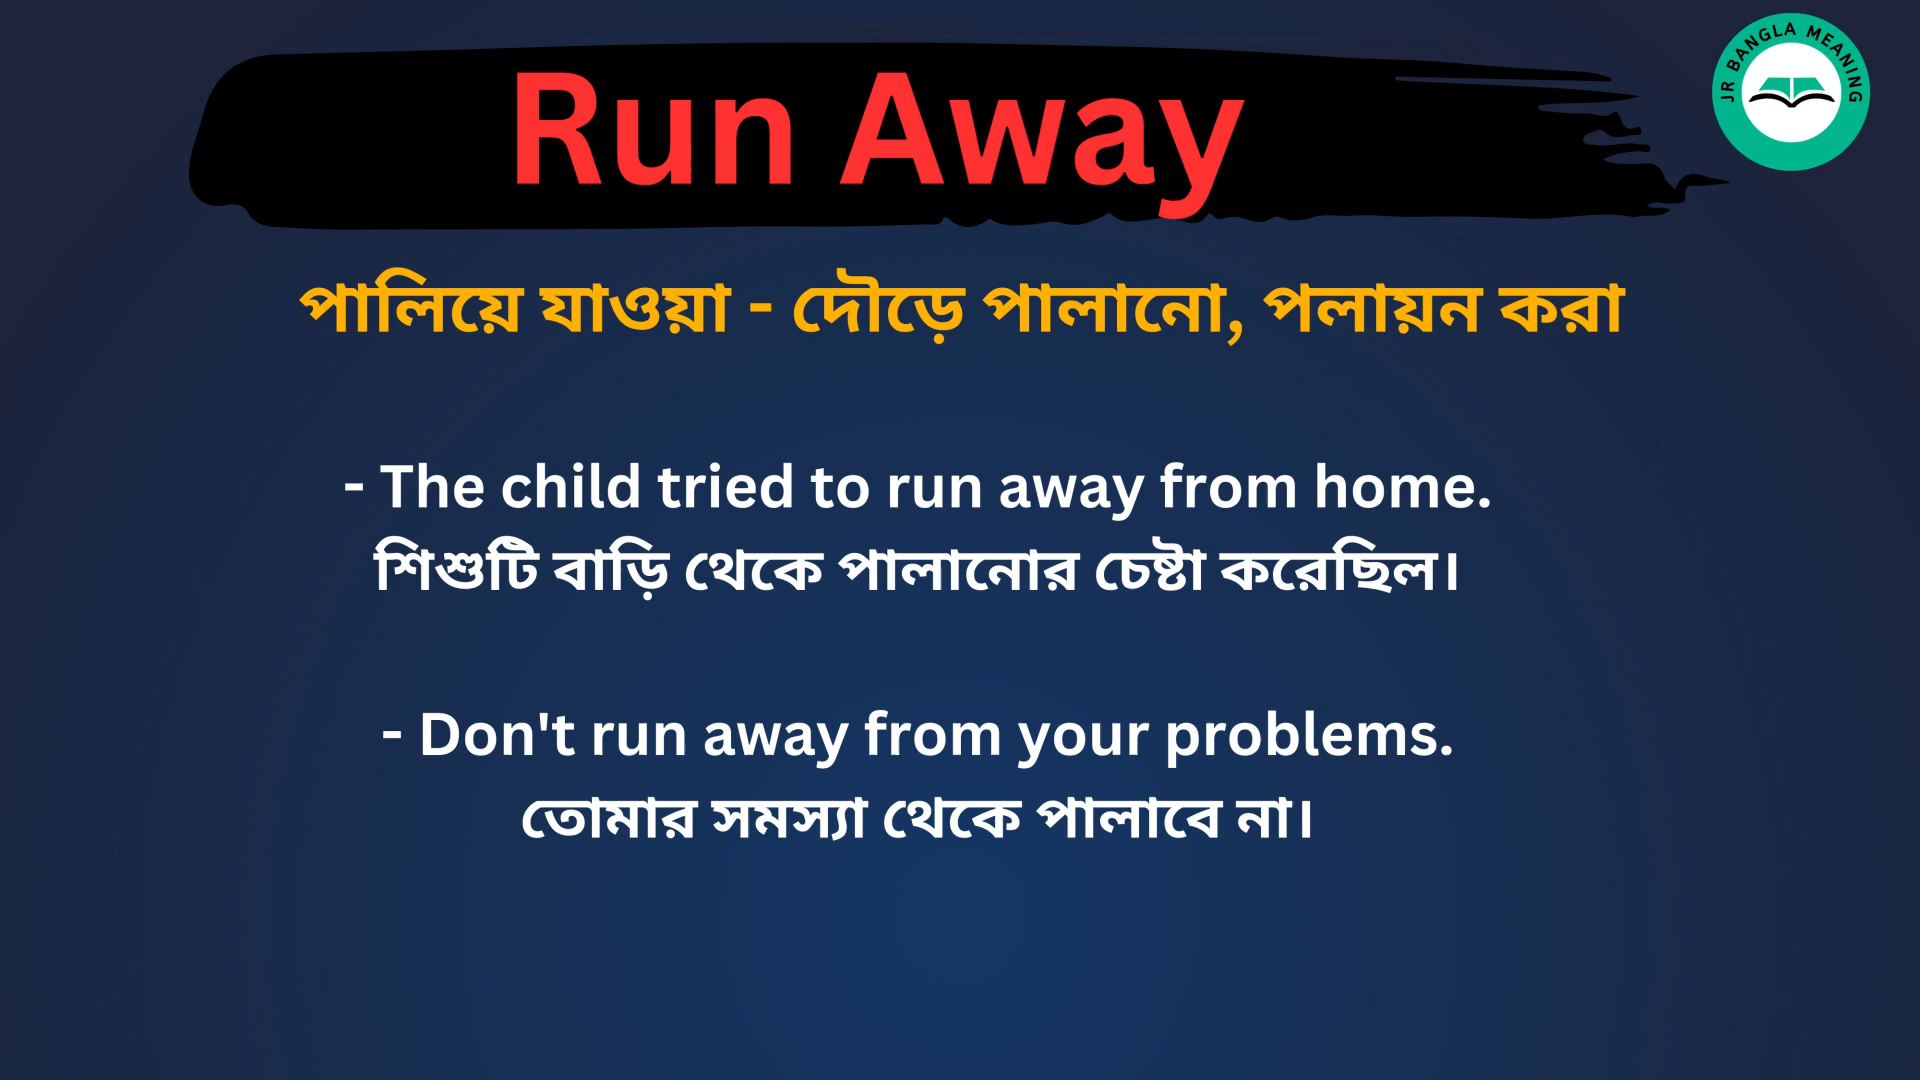 Run Away
JR BANGLA MEANING
পালিয়ে যাওয়া - দৌড়ে পালানো, পলায়ন করা
- The child tried to run away from home.
শিশুটি বাড়ি থেকে পালানোর চেষ্টা করেছিল।
- Don't run away from your problems.
তোমার সমস্যা থেকে পালাবে না।